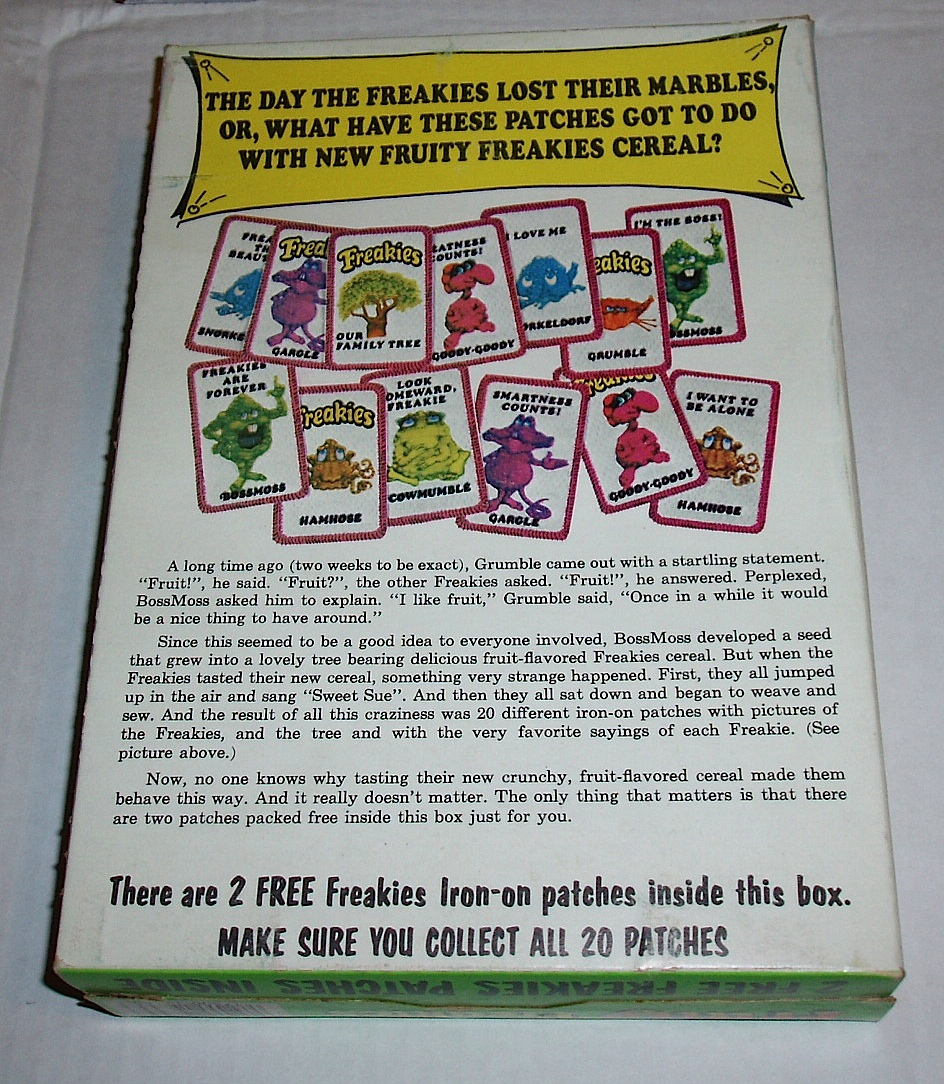 THE DAY THE FREAKIES LOST THEIR MARBLES,
OR, WHAT HAVE THESE PATCHES GOT TO DO
WITH NEW FRUITY FREAKIES CEREAL?
SNORKE
Frea
GARGLE
Freakies
OUR
FAMILY TREE
EATNESS
COUNTS!
GOODY-GOODY
I LOVE ME
ORKELDORF
eakies
GRUMBLE
I'M THE BOSS!
OSSMOSS
FREAKIES
ARE
FOREVER
BOSSMOSS
Freakies
HAMHOSE
LOOK
OMEWARD,
FREAKIE
COWMUMBLE
SMARTNESS
COUNTS!
GARGLE
Freakies
GOODY-GOODY
I WANT TO
BE ALONE
HAMHOSE
A long time ago (two weeks to be exact), Grumble came out with a startling statement.
"Fruit!", he said. "Fruit?", the other Freakies asked. "Fruit!", he answered. Perplexed,
BossMoss asked him to explain. "I like fruit," Grumble said, "Once in a while it would
be a nice thing to have around."
Since this seemed to be a good idea to everyone involved, BossMoss developed a seed
that grew into a lovely tree bearing delicious fruit-flavored Freakies cereal. But when the
Freakies tasted their new cereal, something very strange happened. First, they all jumped
up in the air and sang "Sweet Sue". And then they all sat down and began to weave and
sew. And the result of all this craziness was 20 different iron-on patches with pictures of
the Freakies, and the tree and with the very favorite sayings of each Freakie. (See
picture above.)
Now, no one knows why tasting their new crunchy, fruit-flavored cereal made them
behave this way. And it really doesn't matter. The only thing that matters is that there
are two patches packed free inside this box just for you.
There are 2 FREE Freakies Iron-on patches inside this box.
MAKE SURE YOU COLLECT ALL 20 PATCHES
2 FREE FREAKIES PATCHES INSIDE